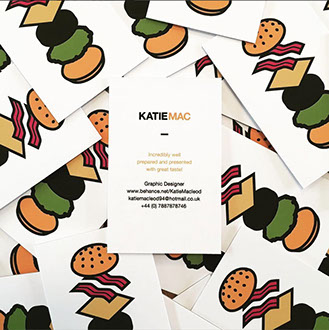 KATIEMAC
Incredibly well
prepared and presented
with great taste!
Graphic Designer
www.behance.net/KatieMacleod
katiemacleod94@hotmail.co.uk
+44 (0) 7887878746